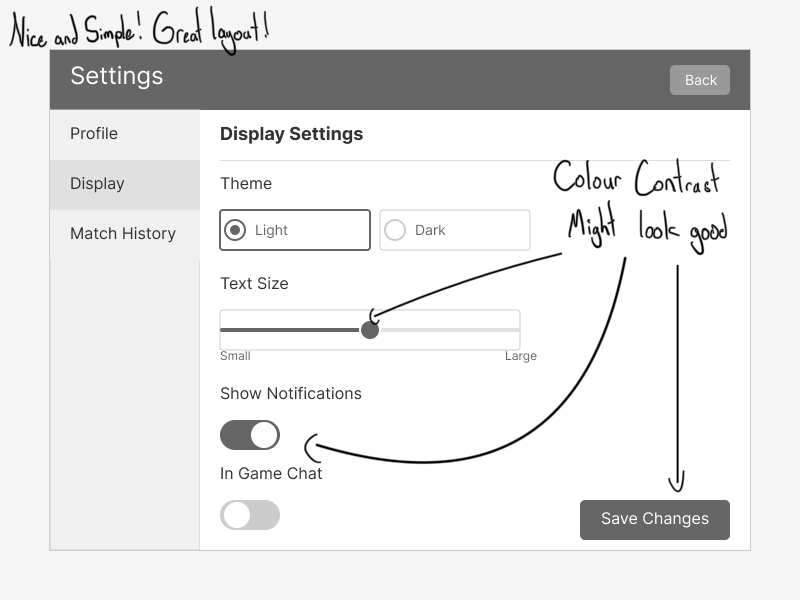 Nice and Simple! Great layout!
Settings
Back
Profile
Display
Match History
Display Settings
Theme
Light
Dark
Colour Contrast
Might look good
Text Size
Small
Large
Show Notifications
In Game Chat
Save Changes